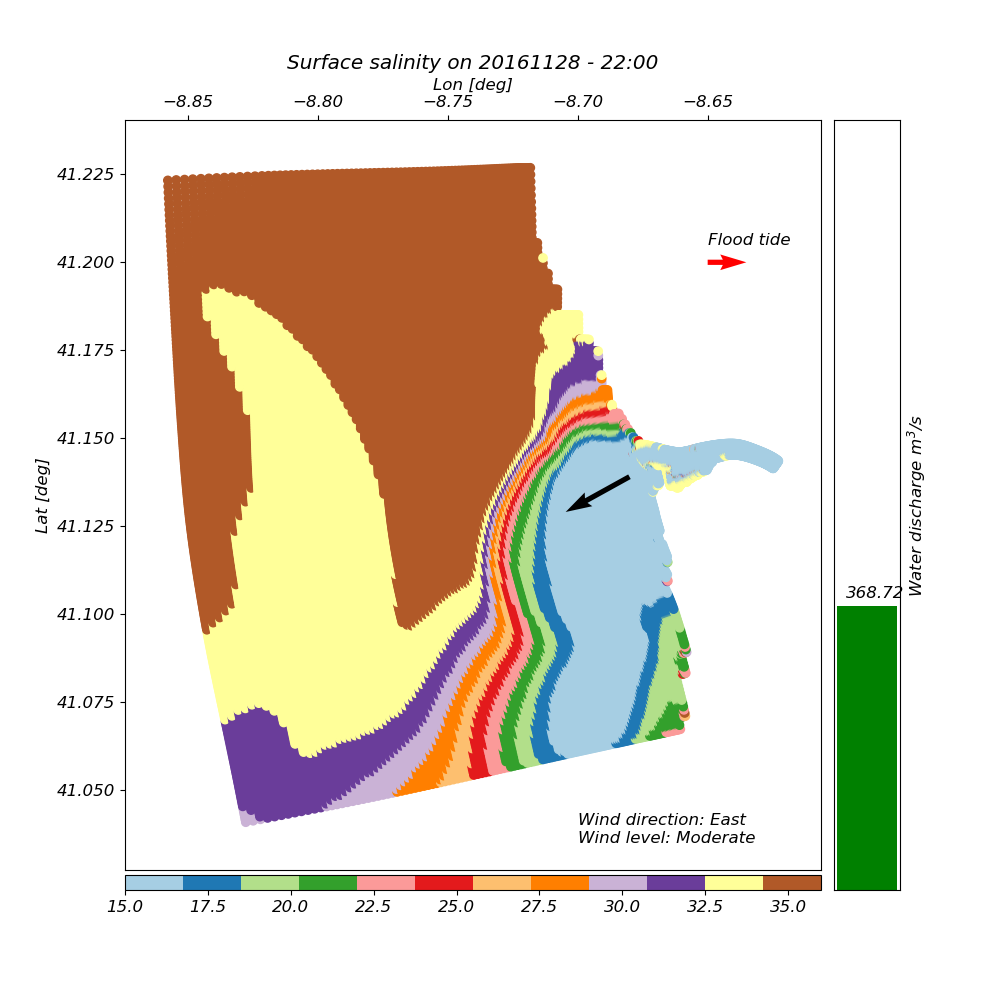 Surface salinity on 20161128 - 22:00
Lon [deg]
−8.85 −8.80 −8.75 −8.70 −8.65
41.225
41.200
41.175
41.150
41.125
41.100
41.075
41.050
Lat [deg]
Flood tide
Wind direction: East
Wind level: Moderate
15.0 17.5 20.0 22.5 25.0 27.5 30.0 32.5 35.0
368.72
Water discharge m³/s